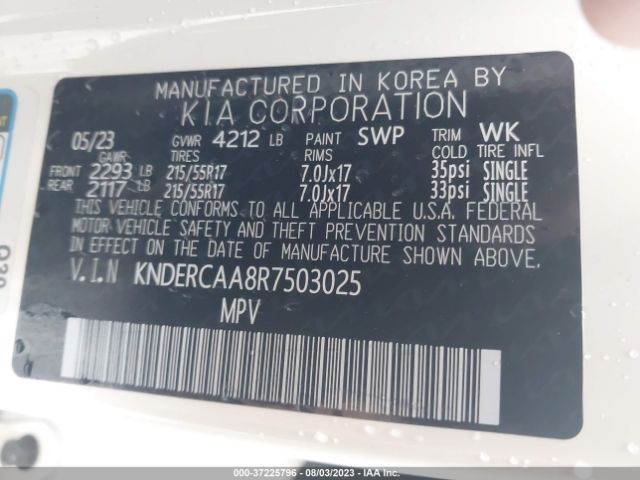 MANUFACTURED IN KOREA BY
KIA CORPORATION
05/23 GVWR 4212 LB PAINT SWP TRIM WK
GAWR TIRES RIMS COLD TIRE INFL
FRONT 2293 LB 215/55R17 7.0Jx17 35psi SINGLE
REAR 2117 LB 215/55R17 7.0Jx17 33psi SINGLE
THIS VEHICLE CONFORMS TO ALL APPLICABLE U.S.A. FEDERAL
MOTOR VEHICLE SAFETY AND THEFT PREVENTION STANDARDS
IN EFFECT ON THE DATE OF MANUFACTURE SHOWN ABOVE.
V.I.N KNDERCAA8R7503025
MPV
000-37225796 - 08/03/2023 - IAA Inc.